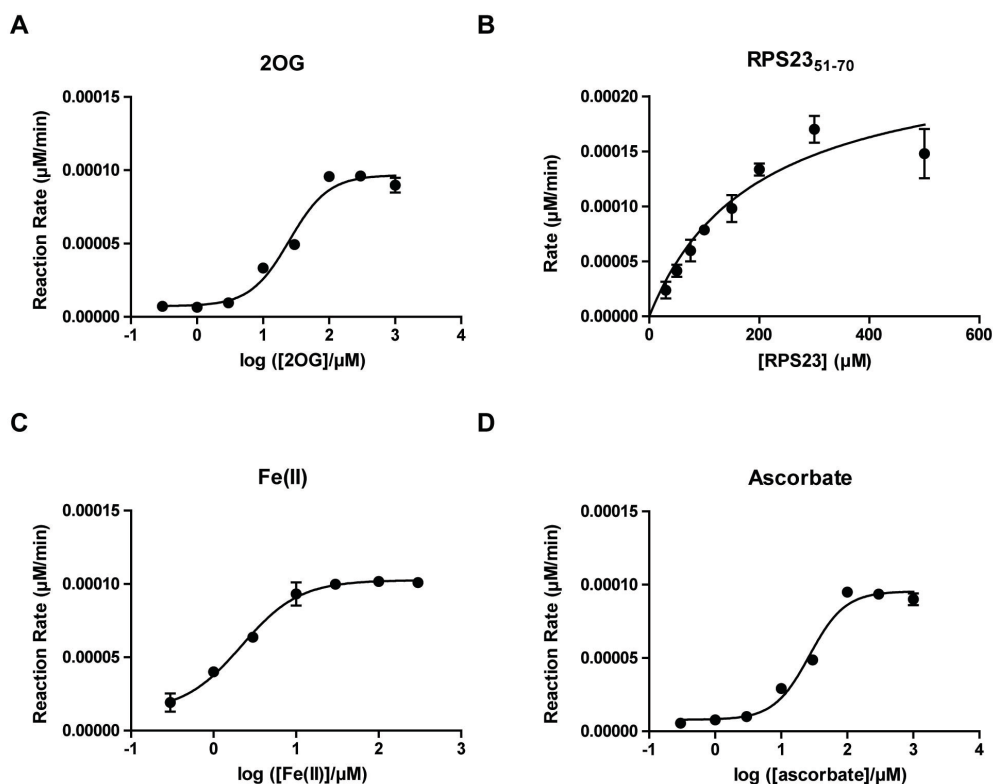 A
2OG
0.00015
0.00010
0.00005
0.00000
-1 0 1 2 3 4
Reaction Rate (µM/min)
log ([2OG]/µM)
B
RPS23₅₁₋₇₀
0.00020
0.00015
0.00010
0.00005
0.00000
0 200 400 600
Rate (µM/min)
[RPS23] (µM)
C
Fe(II)
0.00015
0.00010
0.00005
0.00000
-1 0 1 2 3
Reaction Rate (µM/min)
log ([Fe(II)]/µM)
D
Ascorbate
0.00015
0.00010
0.00005
0.00000
-1 0 1 2 3 4
Reaction Rate (µM/min)
log ([ascorbate]/µM)